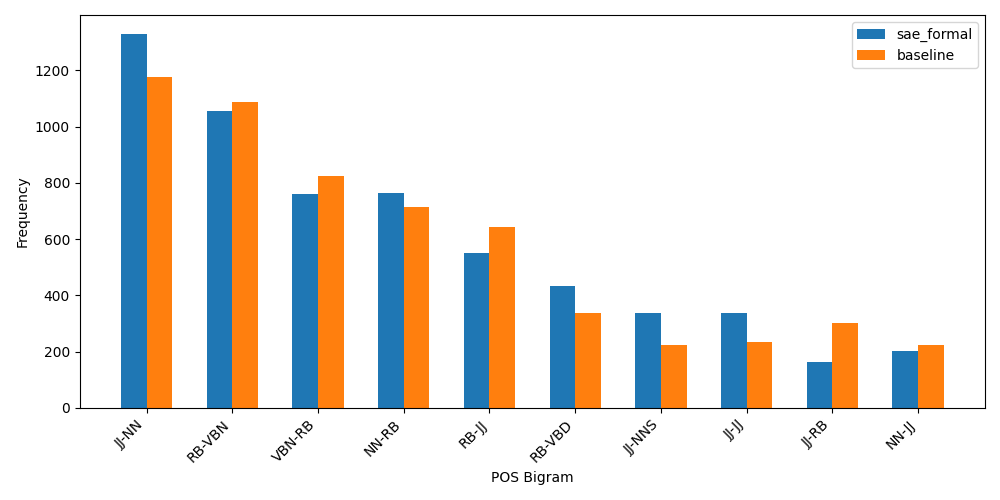 sae_formal
baseline
1200
1000
800
600
400
200
0
Frequency
JJ-NN
RB-VBN
VBN-RB
NN-RB
RB-JJ
RB-VBD
JJ-NNS
JJ-JJ
JJ-RB
NN-JJ
POS Bigram